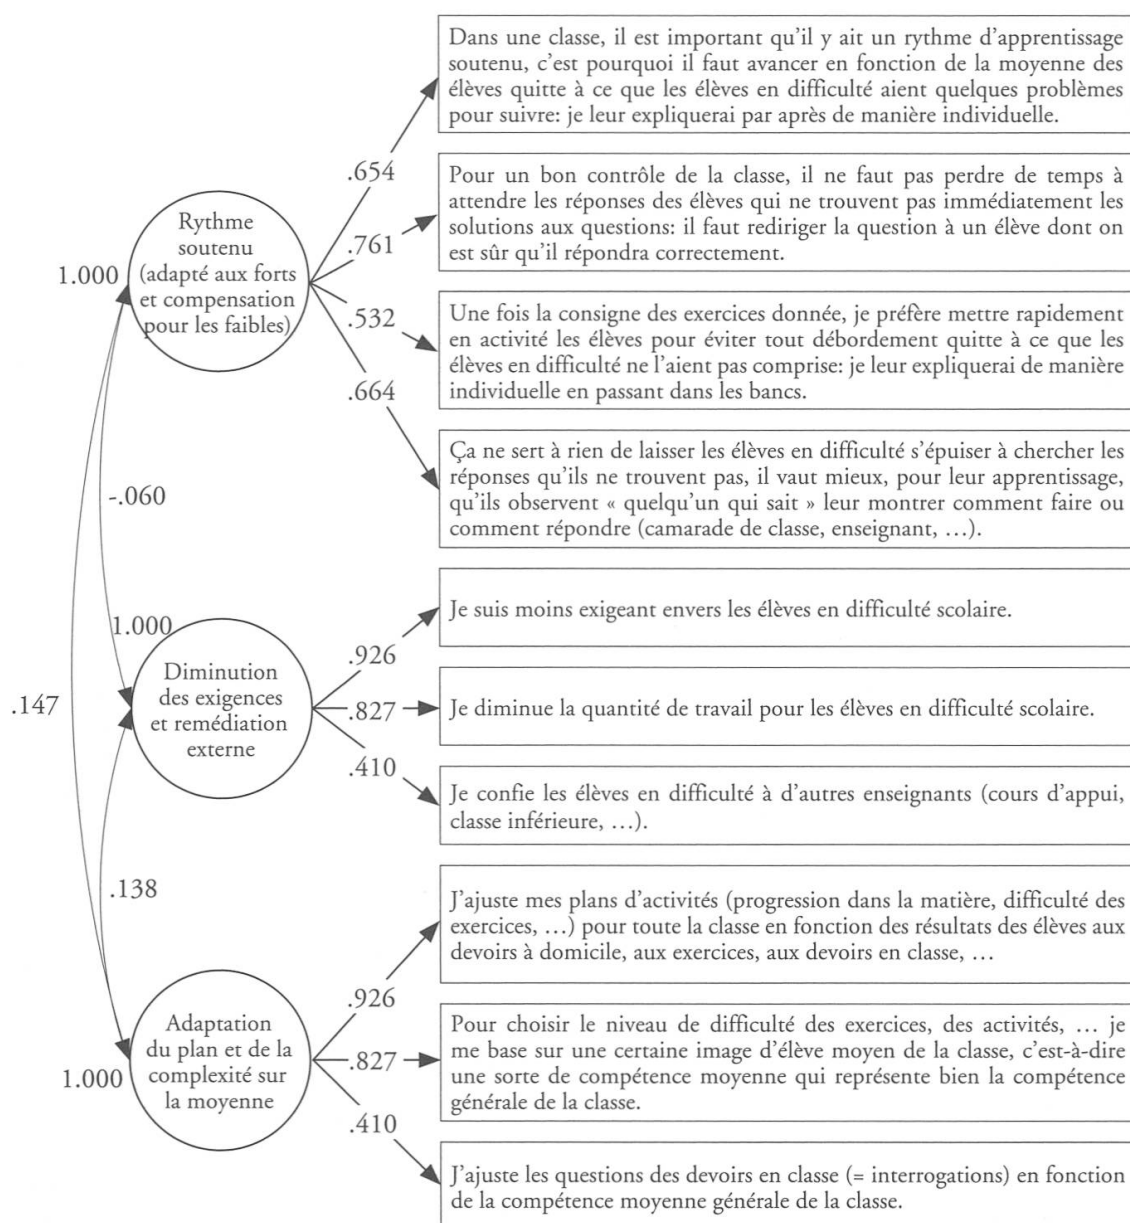 Dans une classe, il est important qu'il y ait un rythme d'apprentissage
soutenu, c'est pourquoi il faut avancer en fonction de la moyenne des
élèves quitte à ce que les élèves en difficulté aient quelques problèmes
pour suivre: je leur expliquerai par après de manière individuelle.
.654
Pour un bon contrôle de la classe, il ne faut pas perdre de temps à
attendre les réponses des élèves qui ne trouvent pas immédiatement les
solutions aux questions: il faut rediriger la question à un élève dont on
est sûr qu'il répondra correctement.
Rythme
soutenu
(adapté aux forts
et compensation
pour les faibles)
1.000
.761
.532
Une fois la consigne des exercices donnée, je préfère mettre rapidement
en activité les élèves pour éviter tout débordement quitte à ce que les
élèves en difficulté ne l'aient pas comprise: je leur expliquerai de manière
individuelle en passant dans les bancs.
.664
Ça ne sert à rien de laisser les élèves en difficulté s'épuiser à chercher les
réponses qu'ils ne trouvent pas, il vaut mieux, pour leur apprentissage,
qu'ils observent « quelqu'un qui sait » leur montrer comment faire ou
comment répondre (camarade de classe, enseignant, …).
-.060
1.000
Je suis moins exigeant envers les élèves en difficulté scolaire.
.926
Diminution
des exigences
et remédiation
externe
.147
.827
Je diminue la quantité de travail pour les élèves en difficulté scolaire.
.410
Je confie les élèves en difficulté à d'autres enseignants (cours d'appui,
classe inférieure, …).
.138
J'ajuste mes plans d'activités (progression dans la matière, difficulté des
exercices, …) pour toute la classe en fonction des résultats des élèves aux
devoirs à domicile, aux exercices, aux devoirs en classe, …
.926
Adaptation
du plan et de la
complexité sur
la moyenne
1.000
.827
Pour choisir le niveau de difficulté des exercices, des activités, … je
me base sur une certaine image d'élève moyen de la classe, c'est-à-dire
une sorte de compétence moyenne qui représente bien la compétence
générale de la classe.
.410
J'ajuste les questions des devoirs en classe (= interrogations) en fonction
de la compétence moyenne générale de la classe.